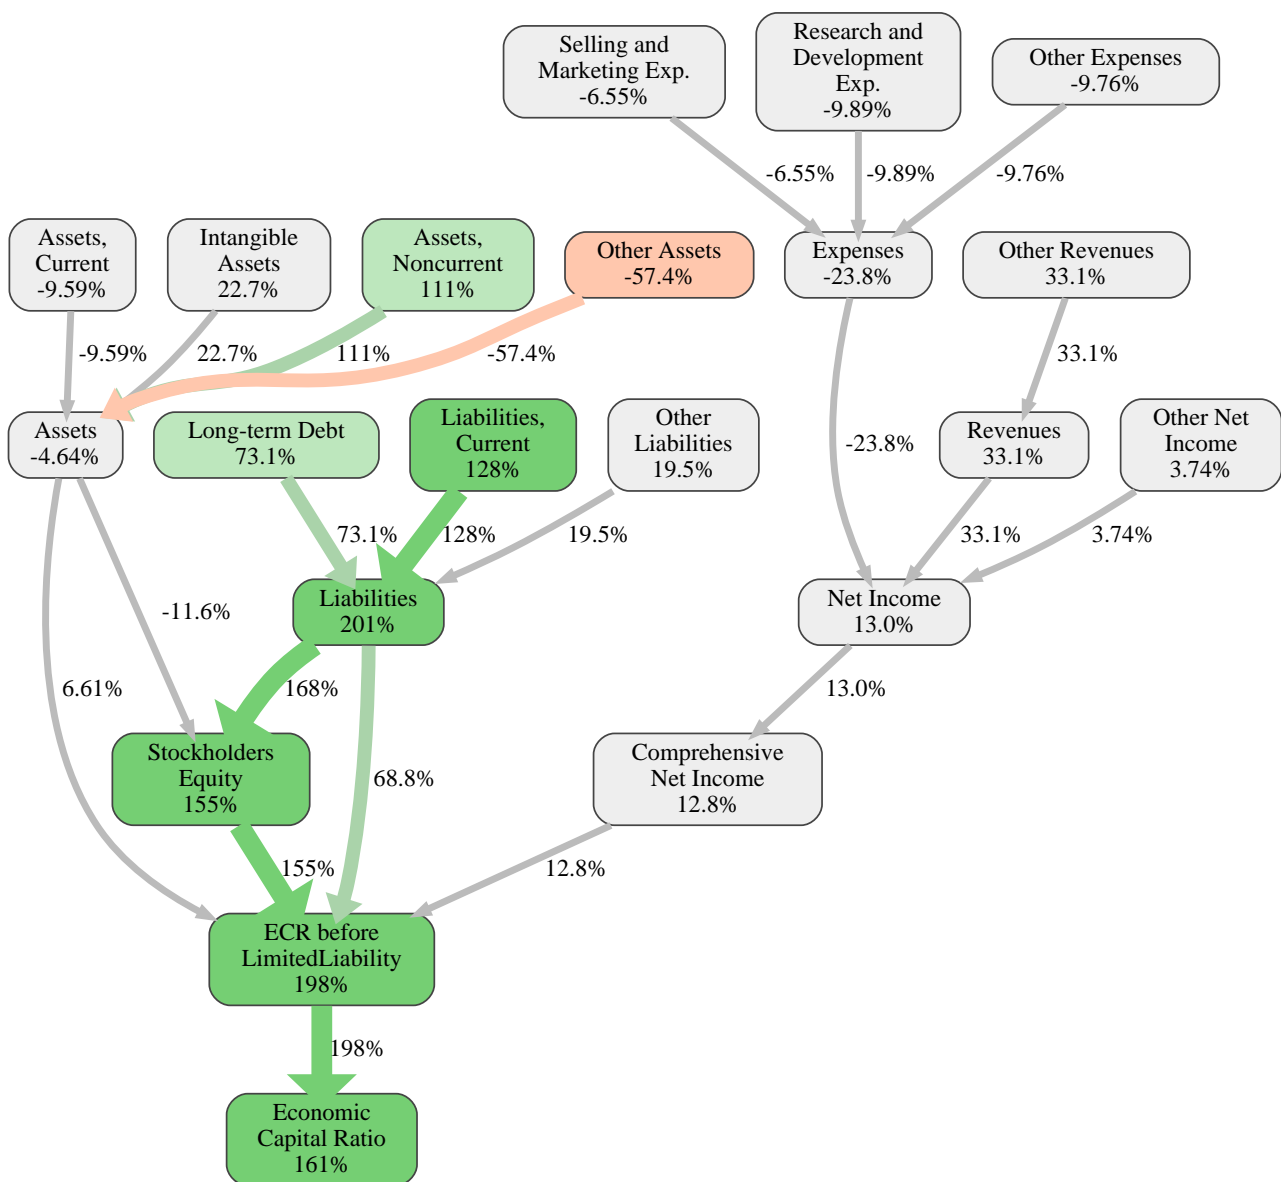 Selling and
Marketing Exp.
-6.55%
Research and
Development
Exp.
-9.89%
Other Expenses
-9.76%
-6.55%
-9.89%
-9.76%
Assets,
Current
-9.59%
Intangible
Assets
22.7%
Assets,
Noncurrent
111%
Other Assets
-57.4%
Expenses
-23.8%
Other Revenues
33.1%
-9.59%
22.7%
111%
-57.4%
33.1%
Assets
-4.64%
Long-term Debt
73.1%
Liabilities,
Current
128%
Other
Liabilities
19.5%
-23.8%
Revenues
33.1%
Other Net
Income
3.74%
73.1%
128%
19.5%
33.1%
3.74%
-11.6%
Liabilities
201%
Net Income
13.0%
6.61%
168%
13.0%
Stockholders
Equity
155%
68.8%
Comprehensive
Net Income
12.8%
155%
12.8%
ECR before
LimitedLiability
198%
198%
Economic
Capital Ratio
161%